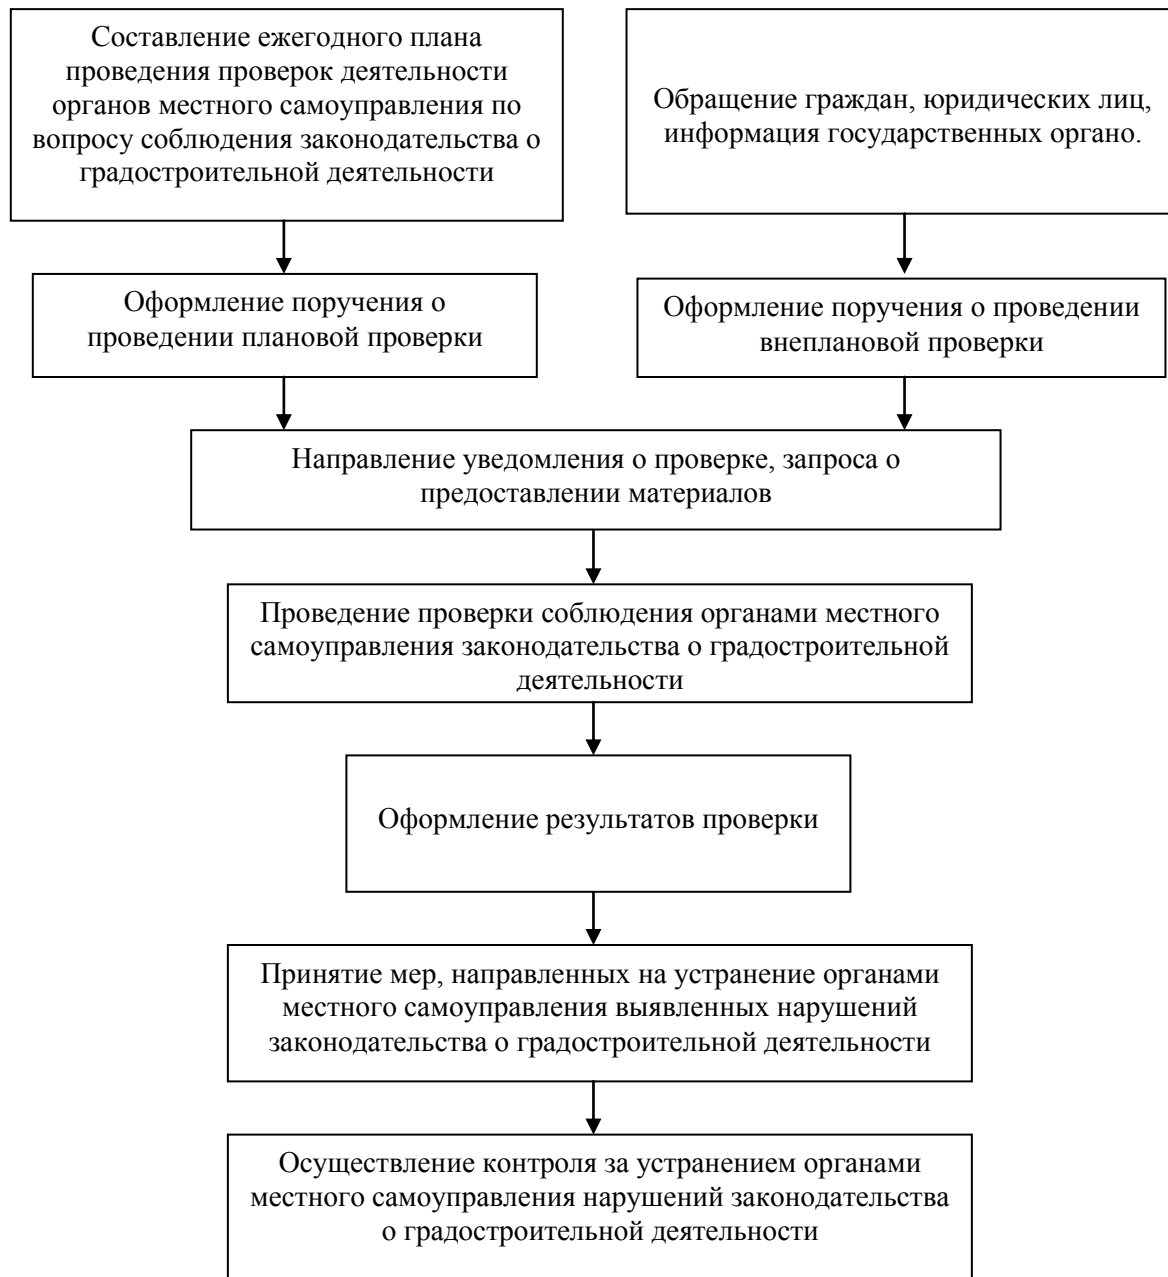 Составление ежегодного плана
проведения проверок деятельности
органов местного самоуправления по
вопросу соблюдения законодательства о
градостроительной деятельности
Обращение граждан, юридических лиц,
информация государственных органо.
Оформление поручения о
проведении плановой проверки
Оформление поручения о проведении
внеплановой проверки
Направление уведомления о проверке, запроса о
предоставлении материалов
Проведение проверки соблюдения органами местного
самоуправления законодательства о градостроительной
деятельности
Оформление результатов проверки
Принятие мер, направленных на устранение органами
местного самоуправления выявленных нарушений
законодательства о градостроительной деятельности
Осуществление контроля за устранением органами
местного самоуправления нарушений законодательства
о градостроительной деятельности